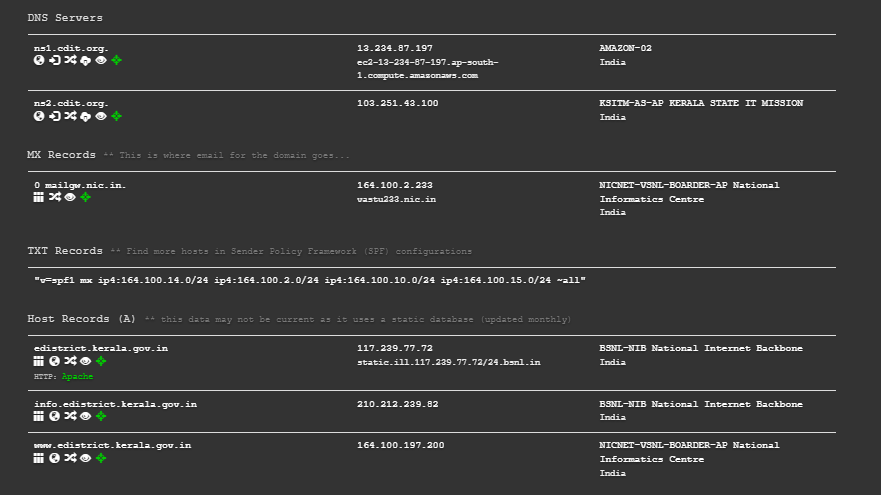 DNS Servers
ns1.cdit.org. 13.234.87.197 AMAZON-02
ec2-13-234-87-197.ap-south- India
1.compute.amazonaws.com
ns2.cdit.org. 103.251.43.100 KSITM-AS-AP KERALA STATE IT MISSION
India
MX Records ** This is where email for the domain goes...
0 mailgw.nic.in. 164.100.2.233 NICNET-VSNL-BOARDER-AP National
vastu233.nic.in Informatics Centre
India
TXT Records ** Find more hosts in Sender Policy Framework (SPF) configurations
"v=spf1 mx ip4:164.100.14.0/24 ip4:164.100.2.0/24 ip4:164.100.10.0/24 ip4:164.100.15.0/24 ~all"
Host Records (A) ** this data may not be current as it uses a static database (updated monthly)
edistrict.kerala.gov.in 117.239.77.72 BSNL-NIB National Internet Backbone
static.ill.117.239.77.72/24.bsnl.in India
HTTP: Apache
info.edistrict.kerala.gov.in 210.212.239.82 BSNL-NIB National Internet Backbone
India
www.edistrict.kerala.gov.in 164.100.197.200 NICNET-VSNL-BOARDER-AP National
Informatics Centre
India